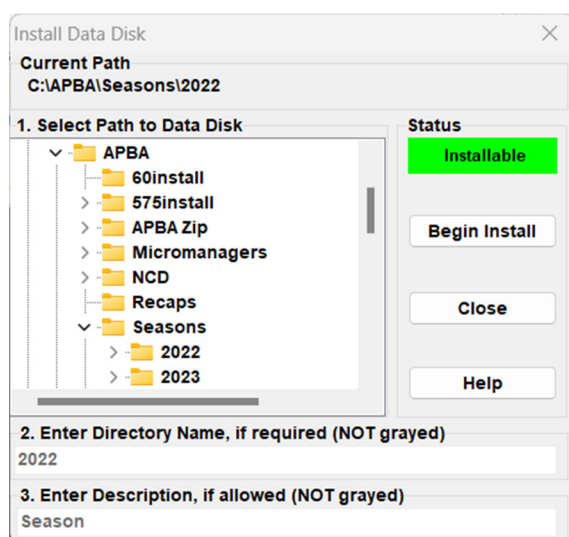 Install Data Disk
Current Path
C:\APBA\Seasons\2022
1. Select Path to Data Disk
Status
APBA
Installable
60install
575install
APBA Zip
Begin Install
Micromanagers
NCD
Recaps
Close
Seasons
2022
2023
Help
2. Enter Directory Name, if required (NOT grayed)
2022
3. Enter Description, if allowed (NOT grayed)
Season